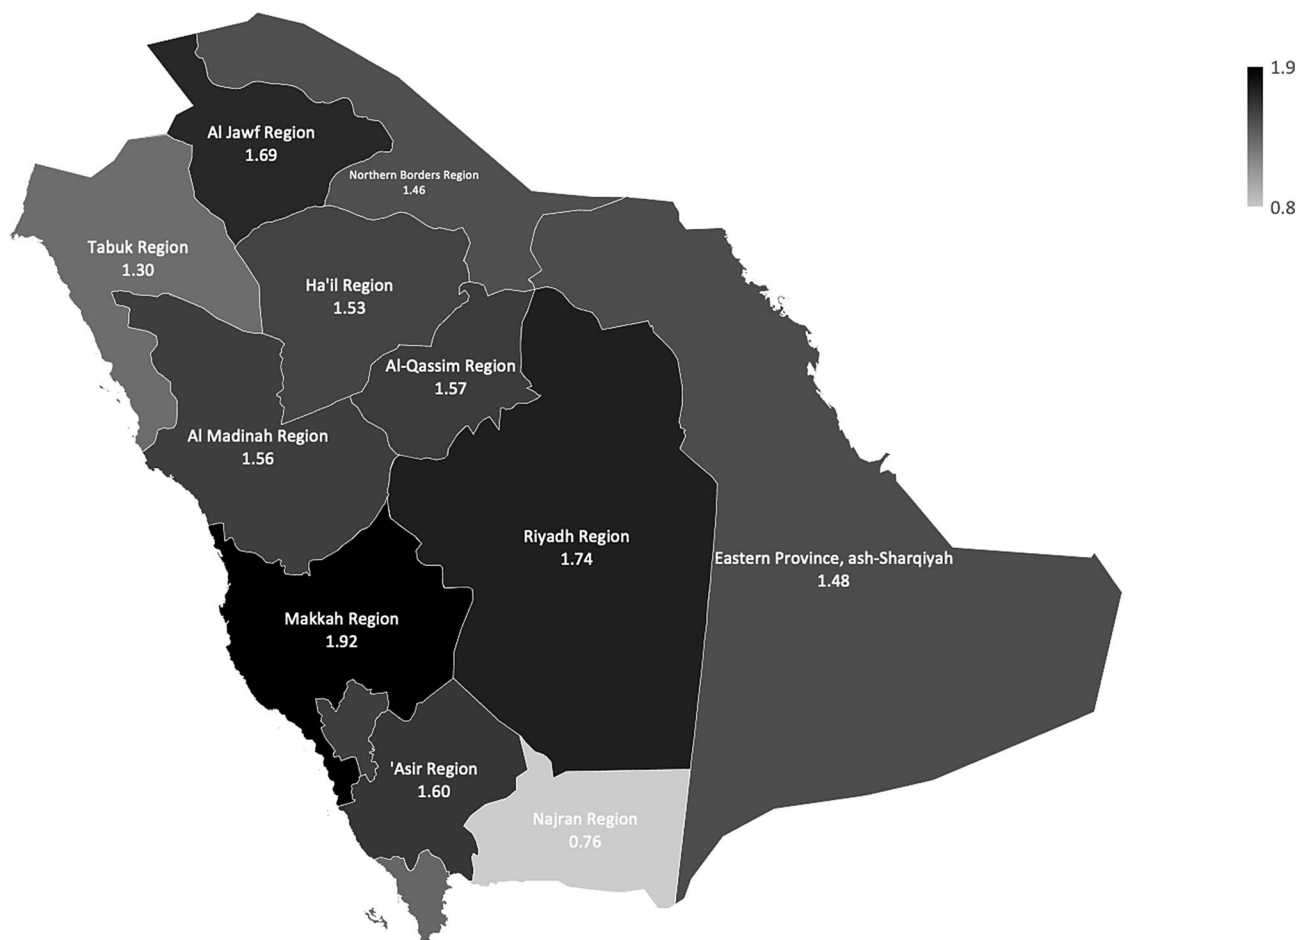 1.9
0.8
Al Jawf Region
1.69
Northern Borders Region
1.46
Tabuk Region
1.30
Ha'il Region
1.53
Al-Qassim Region
1.57
Al Madinah Region
1.56
Riyadh Region
1.74
Eastern Province, ash-Sharqiyah
1.48
Makkah Region
1.92
'Asir Region
1.60
Najran Region
0.76